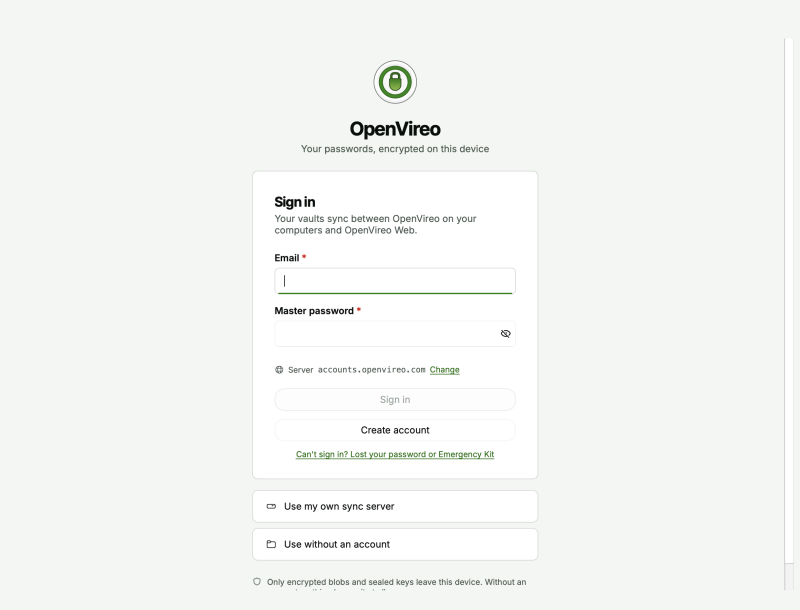 OpenVireo
Your passwords, encrypted on this device
Sign in
Your vaults sync between OpenVireo on your
computers and OpenVireo Web.
Email *
Master password *
Server accounts.openvireo.com Change
Sign in
Create account
Can't sign in? Lost your password or Emergency Kit
Use my own sync server
Use without an account
Only encrypted blobs and sealed keys leave this device. Without an